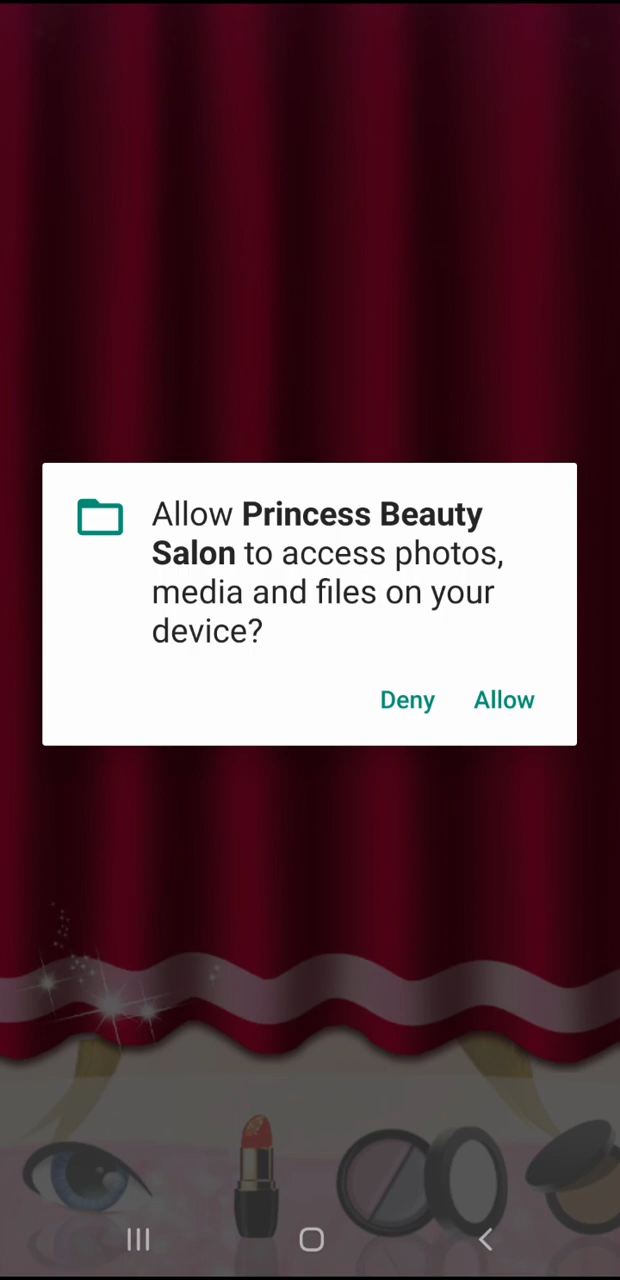 Allow Princess Beauty
Salon to access photos,
media and files on your
device?
Deny Allow